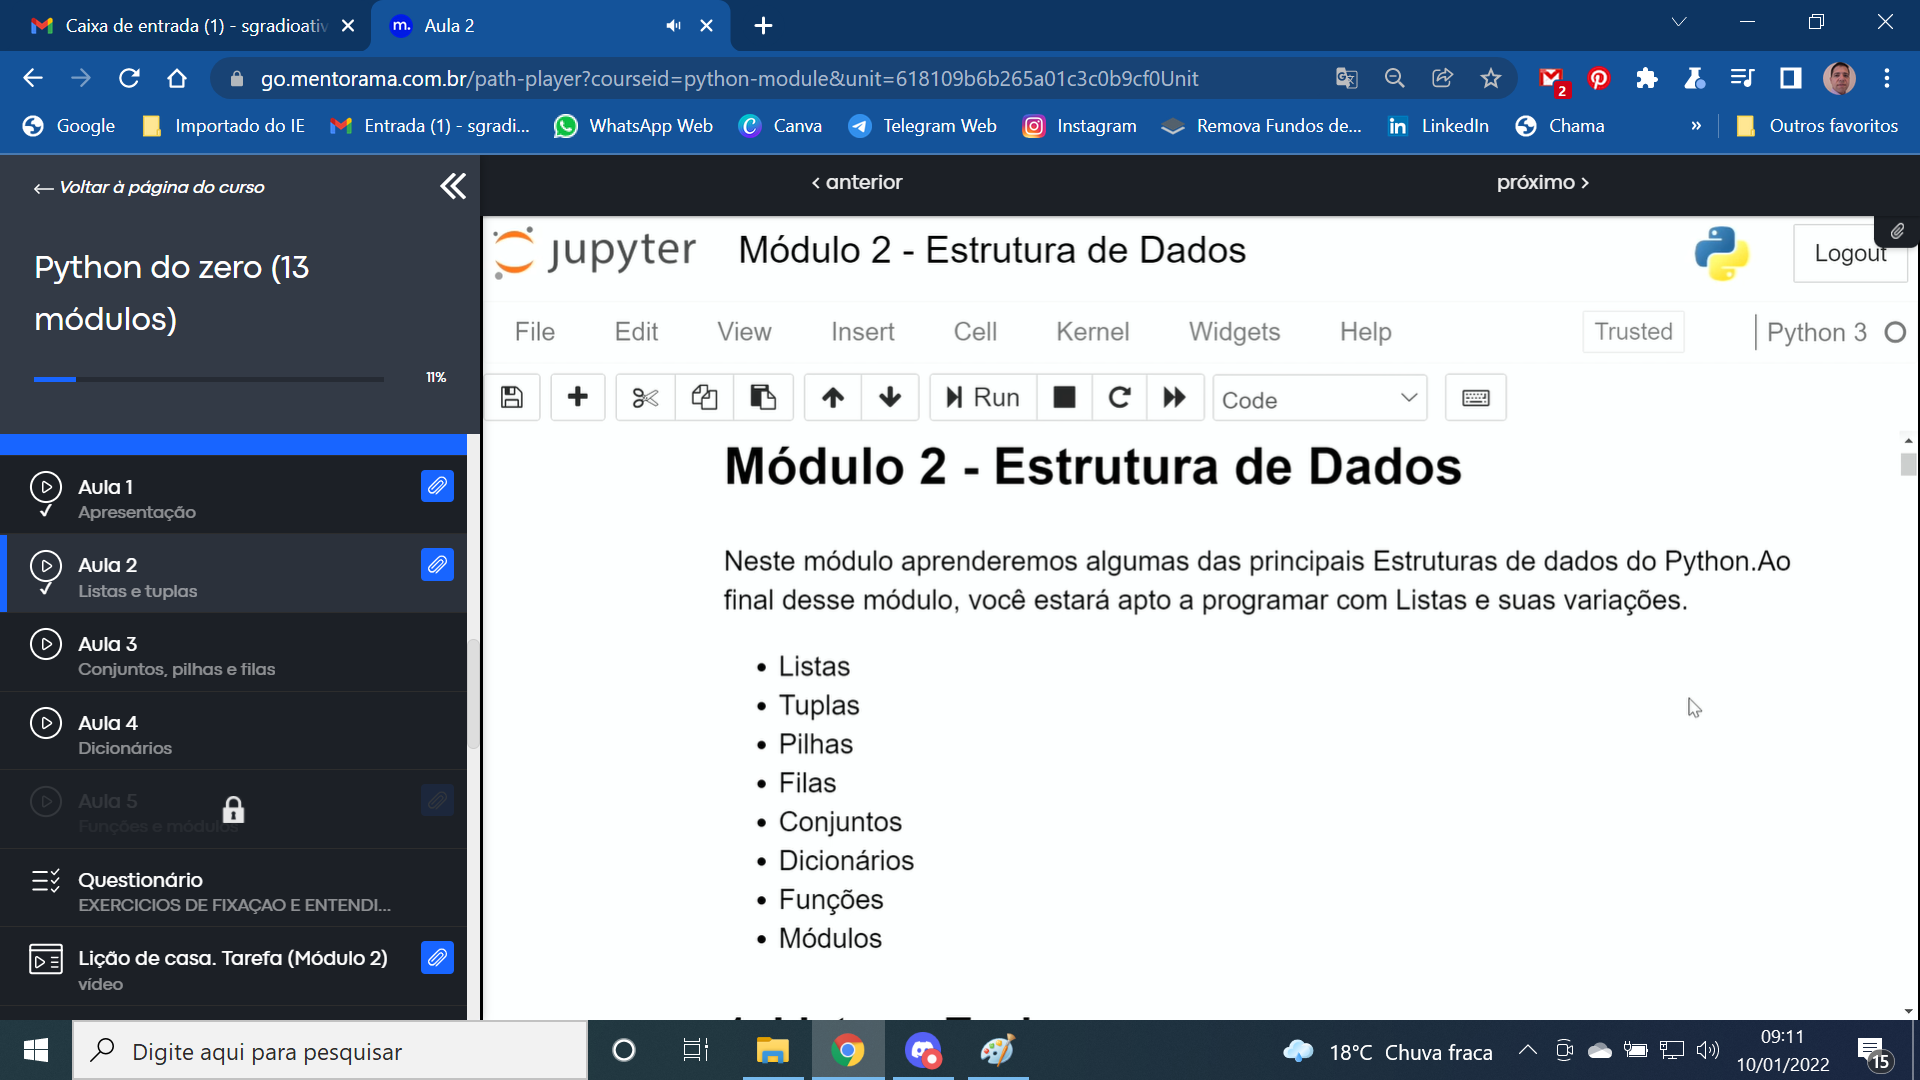 Caixa de entrada (1) - sgradioativ
m. Aula 2
go.mentorama.com.br/path-player?courseid=python-module&unit=618109b6b265a01c3c0b9cf0Unit
2
Google
Importado do IE
Entrada (1) - sgradi...
WhatsApp Web
Canva
Telegram Web
Instagram
Remova Fundos de...
in LinkedIn
Chama
»
Outros favoritos
← Voltar à página do curso
Python do zero (13
módulos)
11%
Aula 1
Apresentação
Aula 2
Listas e tuplas
Aula 3
Conjuntos, pilhas e filas
Aula 4
Dicionários
Aula 5
Funções e módulos
Questionário
EXERCICIOS DE FIXAÇAO E ENTENDI...
Lição de casa. Tarefa (Módulo 2)
vídeo
‹ anterior
próximo ›
jupyter Módulo 2 - Estrutura de Dados
Logout
File Edit View Insert Cell Kernel Widgets Help
Trusted
Python 3
Run
Code
Módulo 2 - Estrutura de Dados
Neste módulo aprenderemos algumas das principais Estruturas de dados do Python.Ao
final desse módulo, você estará apto a programar com Listas e suas variações.
• Listas
• Tuplas
• Pilhas
• Filas
• Conjuntos
• Dicionários
• Funções
• Módulos
Digite aqui para pesquisar
18°C Chuva fraca
09:11
10/01/2022
15